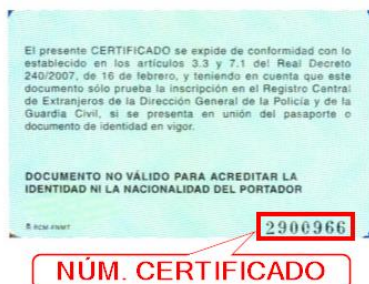 El presente CERTIFICADO se expide de conformidad con lo
establecido en los artículos 3.3 y 7.1 del Real Decreto
240/2007, de 16 de febrero, y teniendo en cuenta que este
documento sólo prueba la inscripción en el Registro Central
de Extranjeros de la Dirección General de la Policía y de la
Guardia Civil, si se presenta en unión del pasaporte o
documento de identidad en vigor.
DOCUMENTO NO VÁLIDO PARA ACREDITAR LA
IDENTIDAD NI LA NACIONALIDAD DEL PORTADOR
RCM-FNMT
2900966
NÚM. CERTIFICADO